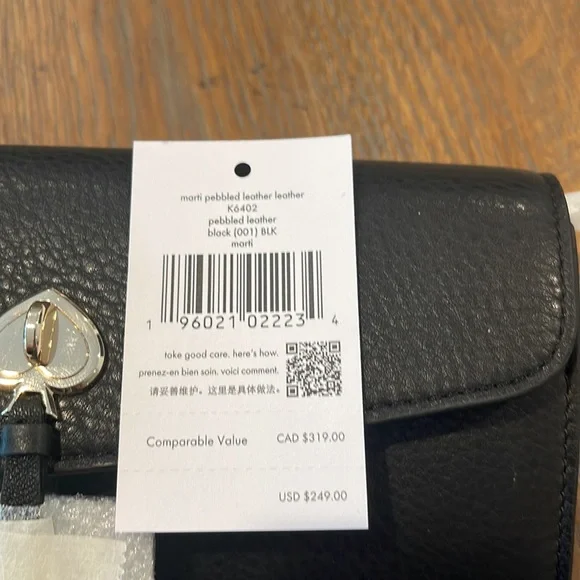 marti pebbled leather leather
K6402
pebbled leather
black (001) BLK
marti
1 96021 02223 4
take good care. here's how.
prenez-en bien soin. voici comment.
请妥善维护。这里是具体做法。
Comparable Value CAD $319.00
USD $249.00